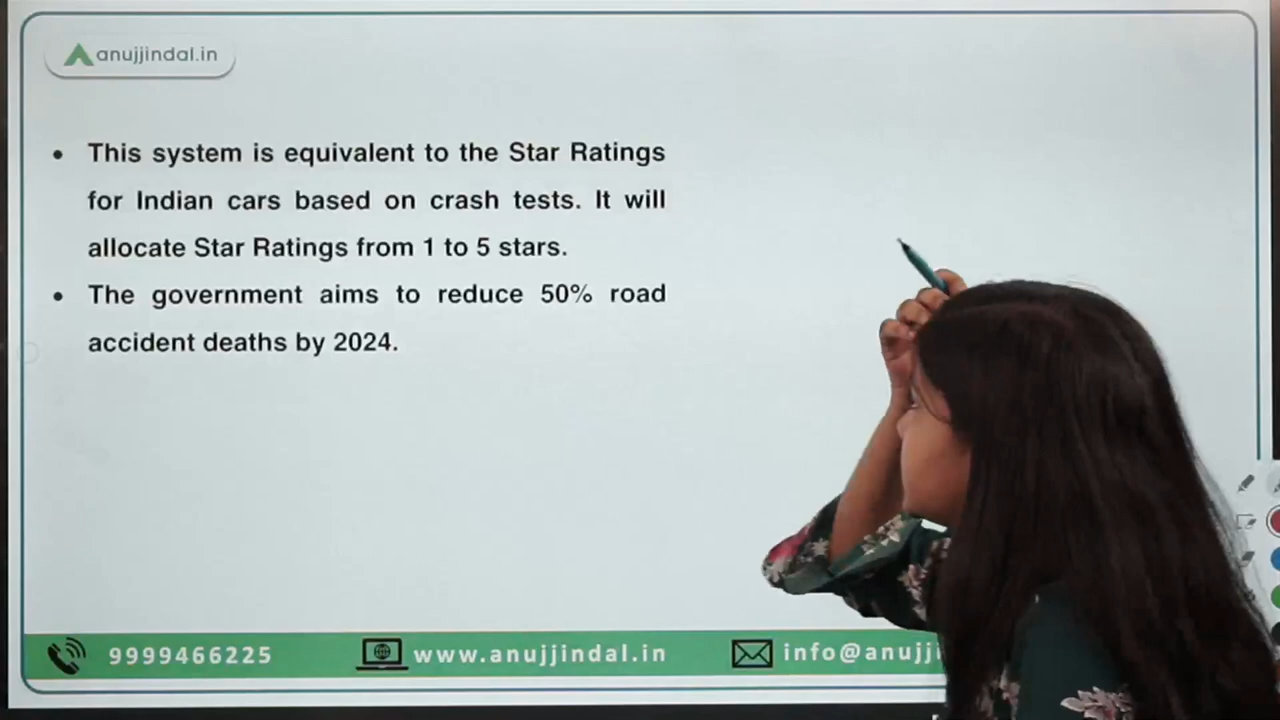 anujjindal.in
• This system is equivalent to the Star Ratings
for Indian cars based on crash tests. It will
allocate Star Ratings from 1 to 5 stars.
• The government aims to reduce 50% road
accident deaths by 2024.
9999466225
www.anujjindal.in
info@anujji